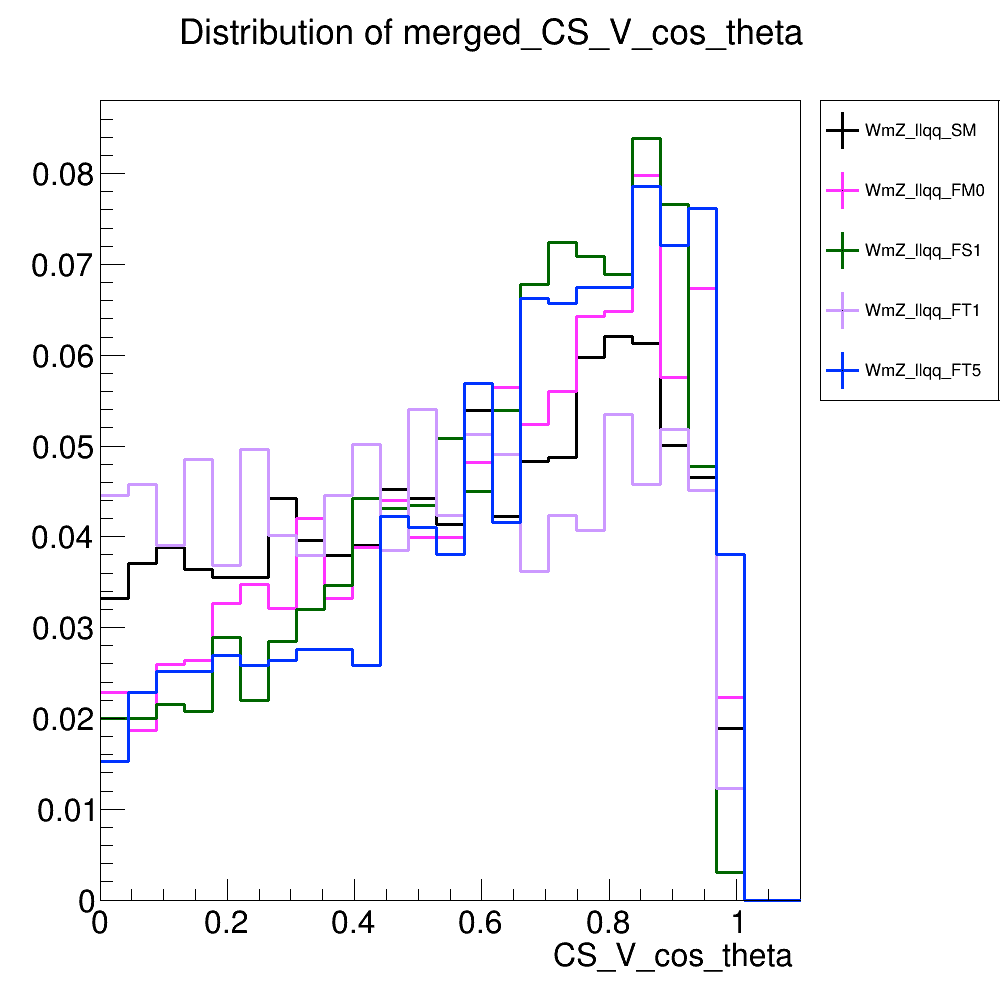 Distribution of merged_CS_V_cos_theta
WmZ_llqq_SM
WmZ_llqq_FM0
WmZ_llqq_FS1
WmZ_llqq_FT1
WmZ_llqq_FT5
0.08
0.07
0.06
0.05
0.04
0.03
0.02
0.01
0
0 0.2 0.4 0.6 0.8 1
CS_V_cos_theta